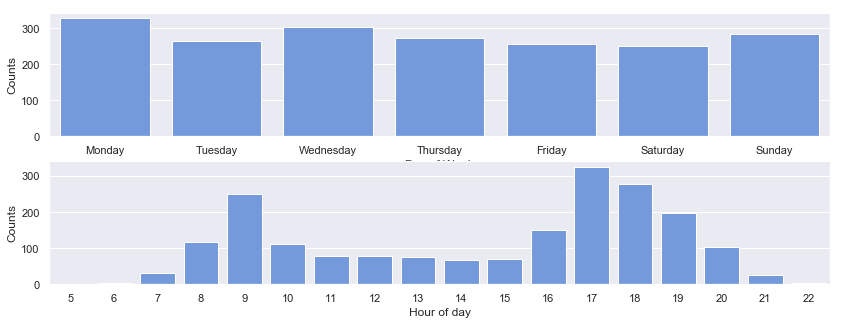 300
200
100
0
Counts
Monday Tuesday Wednesday Thursday Friday Saturday Sunday
300
200
100
0
Counts
5 6 7 8 9 10 11 12 13 14 15 16 17 18 19 20 21 22
Hour of day